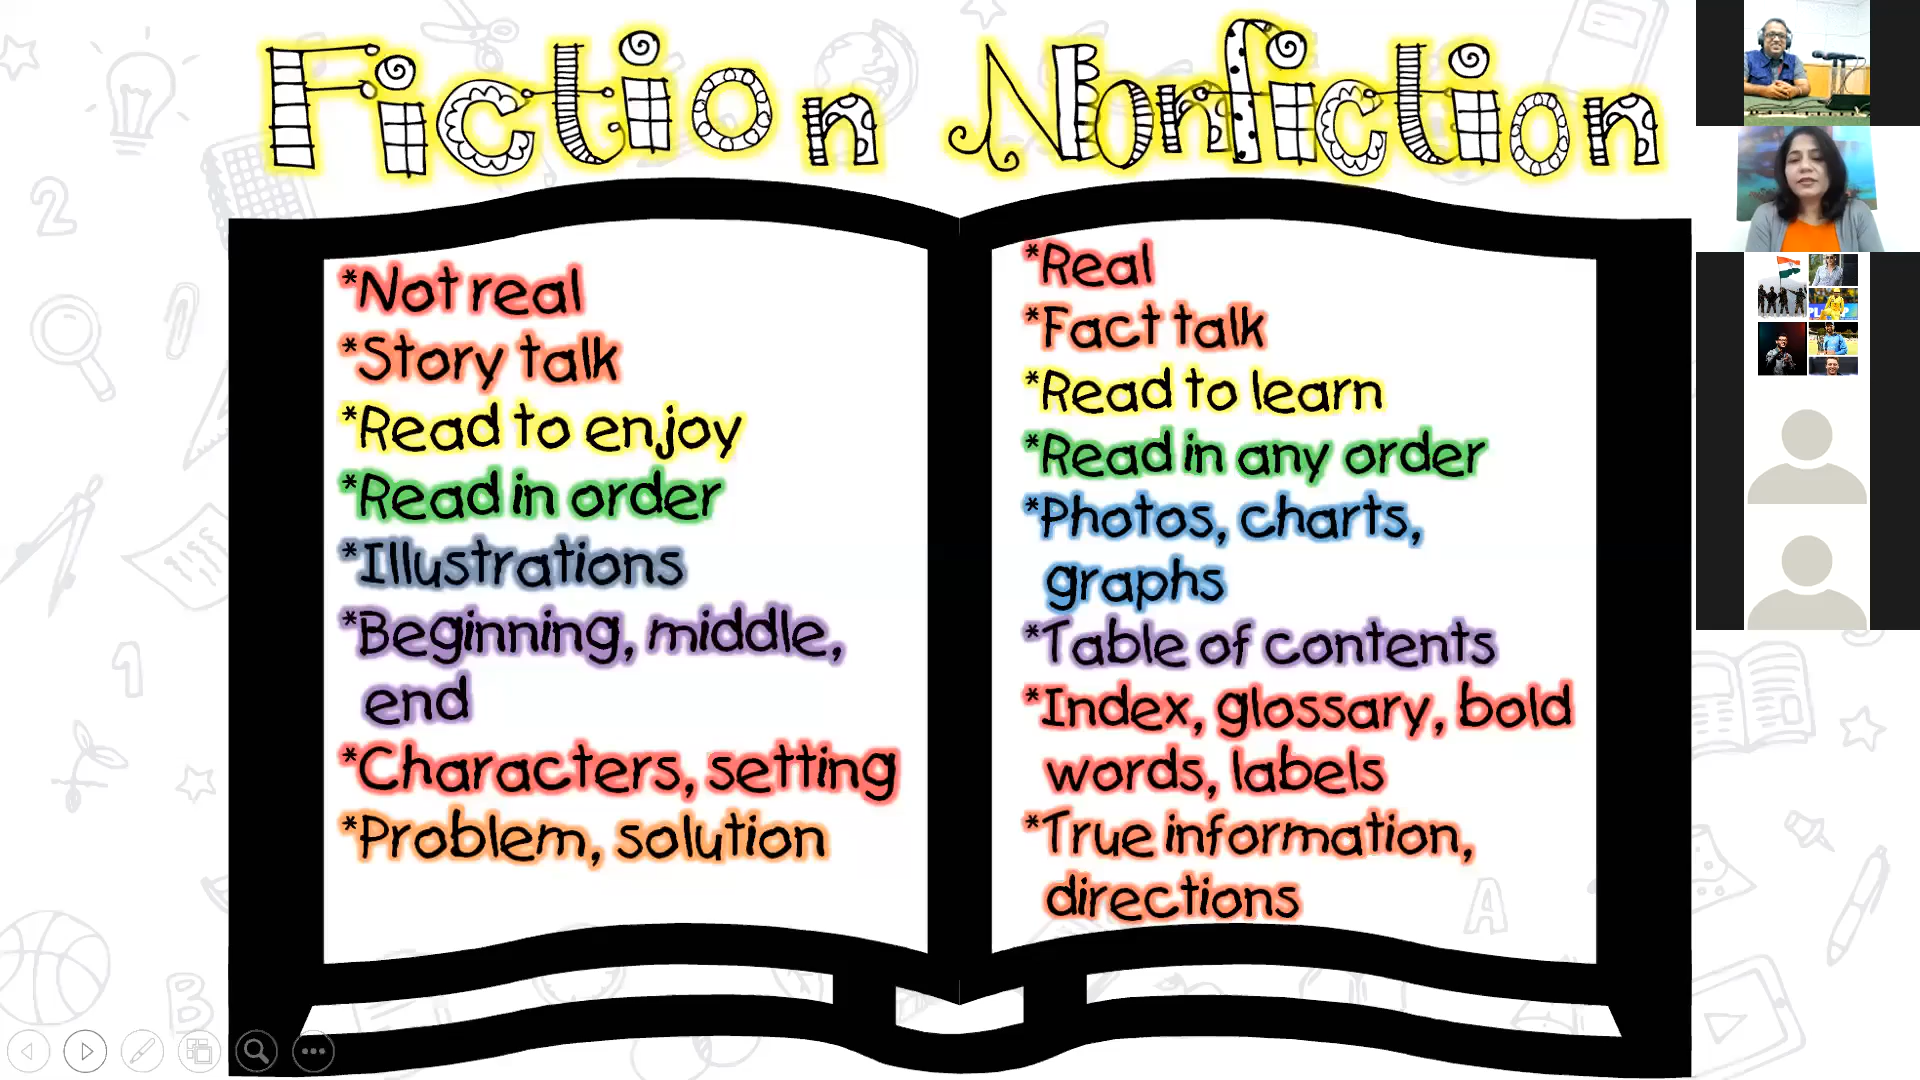 Fiction
Nonfiction
*Not real
*Story talk
*Read to enjoy
*Read in order
*Illustrations
*Beginning, middle,
end
*Characters, setting
*Problem, solution
*Real
*Fact talk
*Read to learn
*Read in any order
*Photos, charts,
graphs
*Table of contents
*Index, glossary, bold
words, labels
*True information,
directions
2
1
B
A